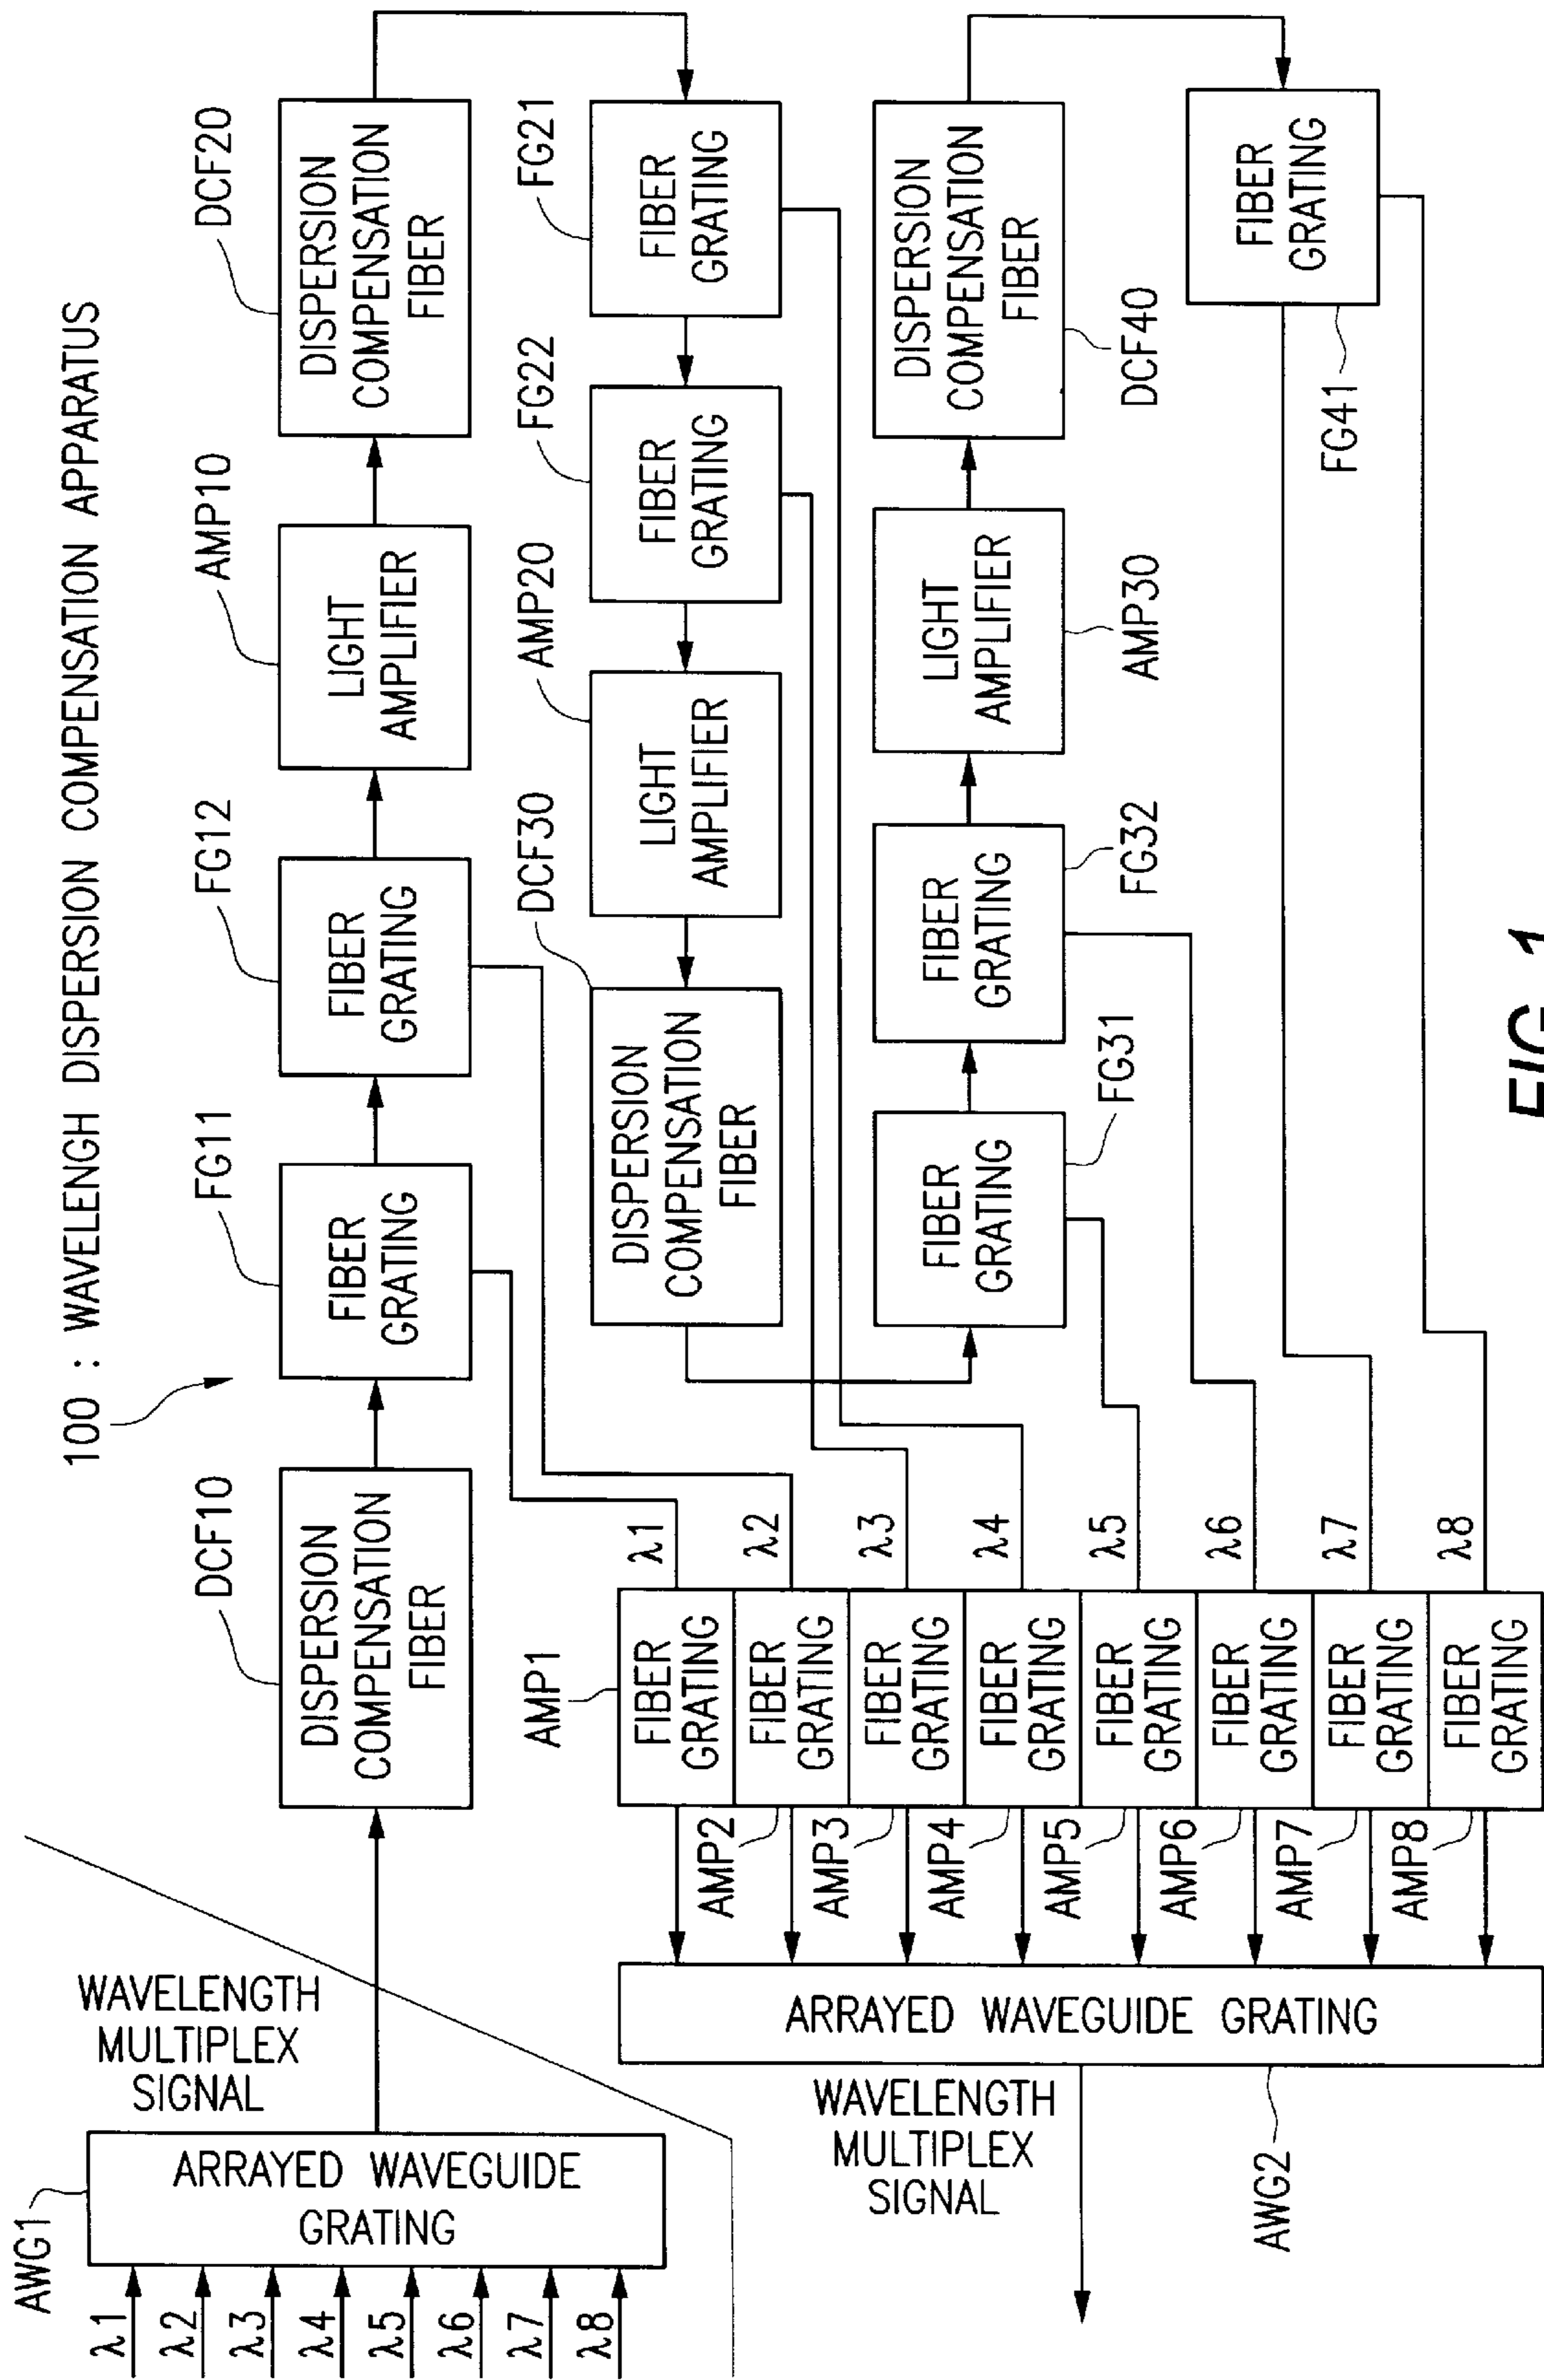 100 : WAVELENGH DISPERSION COMPENSATION APPARATUS
AWG1
λ1
λ2
λ3
λ4
λ5
λ6
λ7
λ8
ARRAYED WAVEGUIDE
GRATING
WAVELENGTH
MULTIPLEX
SIGNAL
DCF10
DISPERSION
COMPENSATION
FIBER
FG11
FIBER
GRATING
FG12
FIBER
GRATING
AMP10
LIGHT
AMPLIFIER
DCF20
DISPERSION
COMPENSATION
FIBER
DCF30
DISPERSION
COMPENSATION
FIBER
AMP20
LIGHT
AMPLIFIER
FG22
FIBER
GRATING
FG21
FIBER
GRATING
FIBER
GRATING
FG31
FIBER
GRATING
FG32
LIGHT
AMPLIFIER
AMP30
DISPERSION
COMPENSATION
FIBER
DCF40
FIBER
GRATING
FG41
AMP1
FIBER
GRATING
λ1
AMP2
FIBER
GRATING
λ2
AMP3
FIBER
GRATING
λ3
AMP4
FIBER
GRATING
λ4
AMP5
FIBER
GRATING
λ5
AMP6
FIBER
GRATING
λ6
AMP7
FIBER
GRATING
λ7
AMP8
FIBER
GRATING
λ8
ARRAYED WAVEGUIDE GRATING
WAVELENGTH
MULTIPLEX
SIGNAL
AWG2
FIG. 1